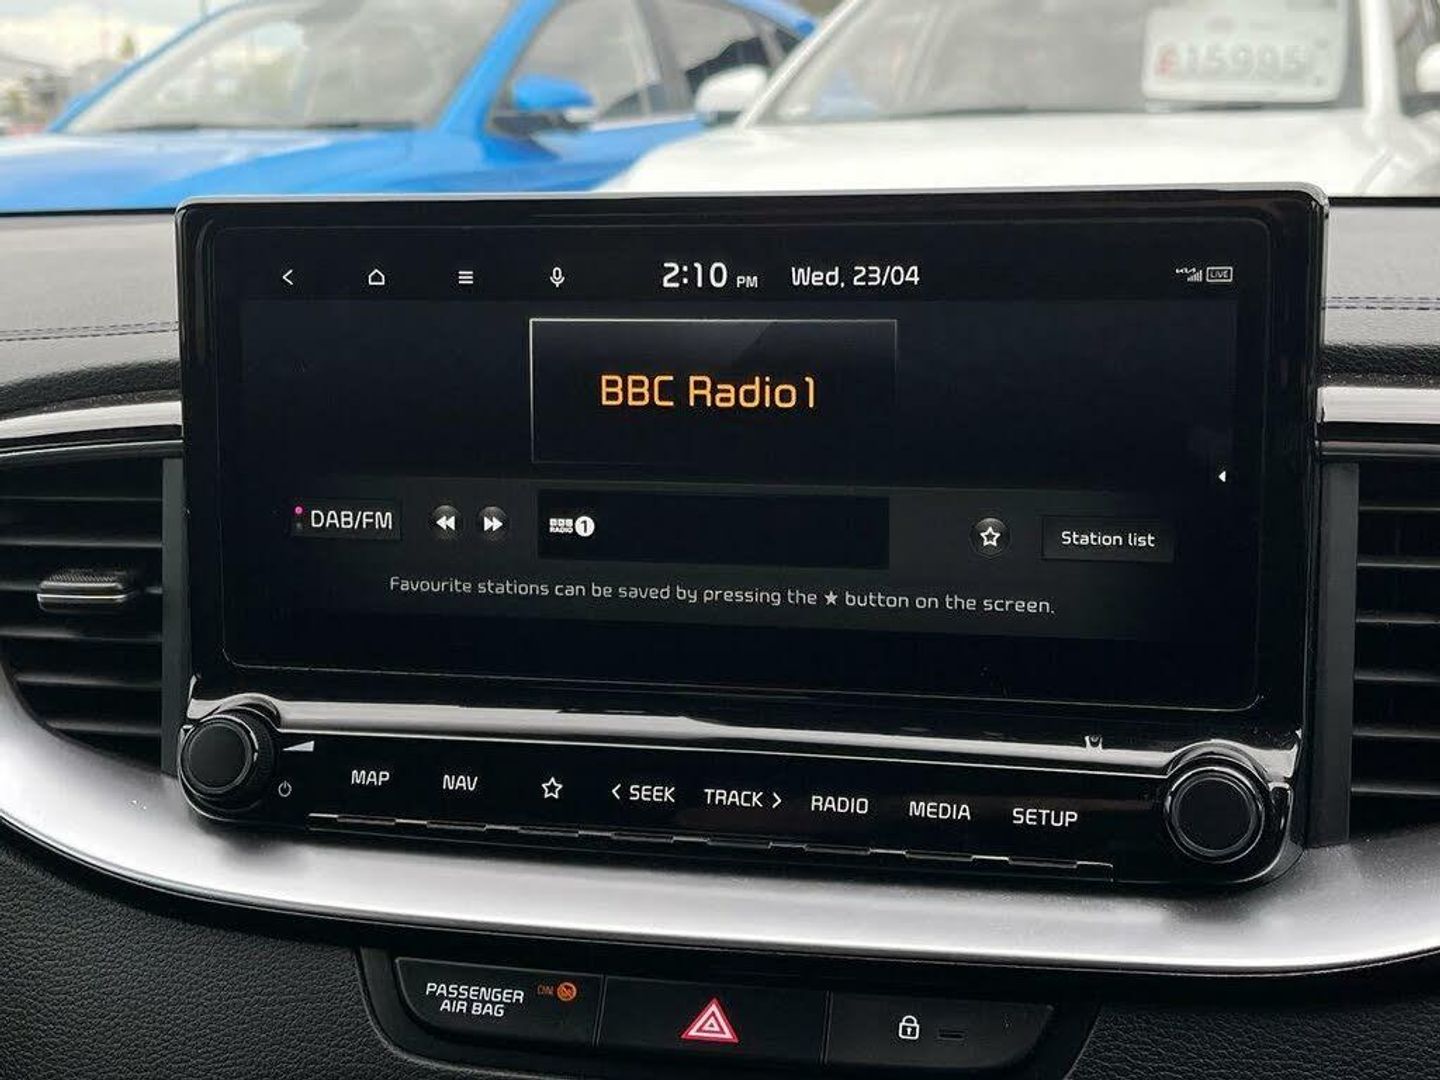 £15995
2:10 PM Wed, 23/04
LIVE
BBC Radio 1
DAB/FM
BBC RADIO 1
Station list
Favourite stations can be saved by pressing the ★ button on the screen.
MAP NAV ☆ < SEEK TRACK > RADIO MEDIA SETUP
PASSENGER
AIR BAG
ON